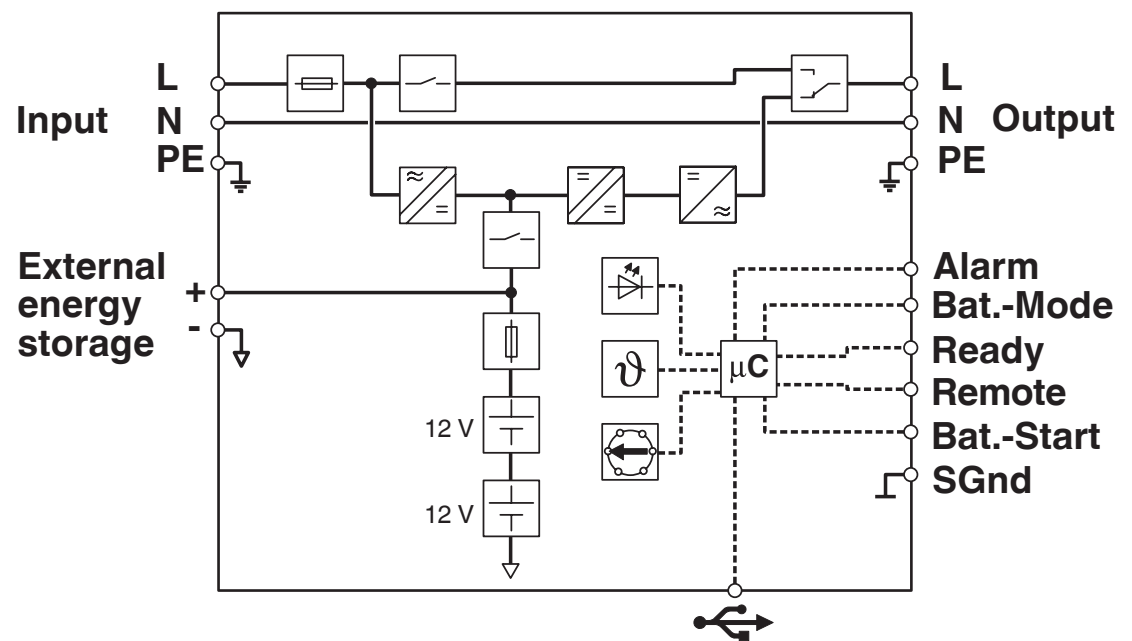 L
Input N
PE
L
N Output
PE
External
energy
storage
+
-
12 V
12 V
ϑ
µC
Alarm
Bat.-Mode
Ready
Remote
Bat.-Start
SGnd